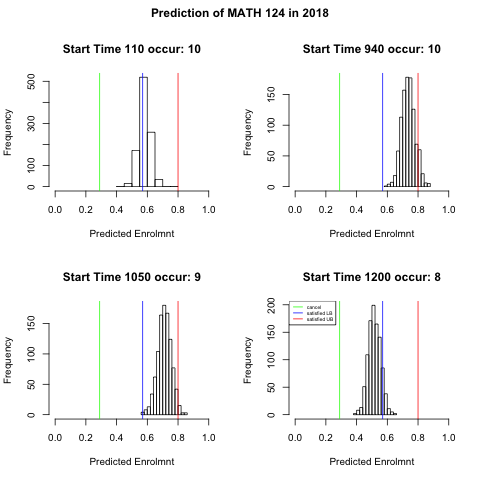 Prediction of MATH 124 in 2018
Start Time 110 occur: 10
Frequency
0
100
300
500
0.0 0.2 0.4 0.6 0.8 1.0
Predicted Enrolmnt
Start Time 940 occur: 10
Frequency
0
50
100
150
0.0 0.2 0.4 0.6 0.8 1.0
Predicted Enrolmnt
Start Time 1050 occur: 9
Frequency
0
50
100
150
0.0 0.2 0.4 0.6 0.8 1.0
Predicted Enrolmnt
Start Time 1200 occur: 8
Frequency
0
50
100
150
200
cancel
satisfied LB
satisfied UB
0.0 0.2 0.4 0.6 0.8 1.0
Predicted Enrolmnt